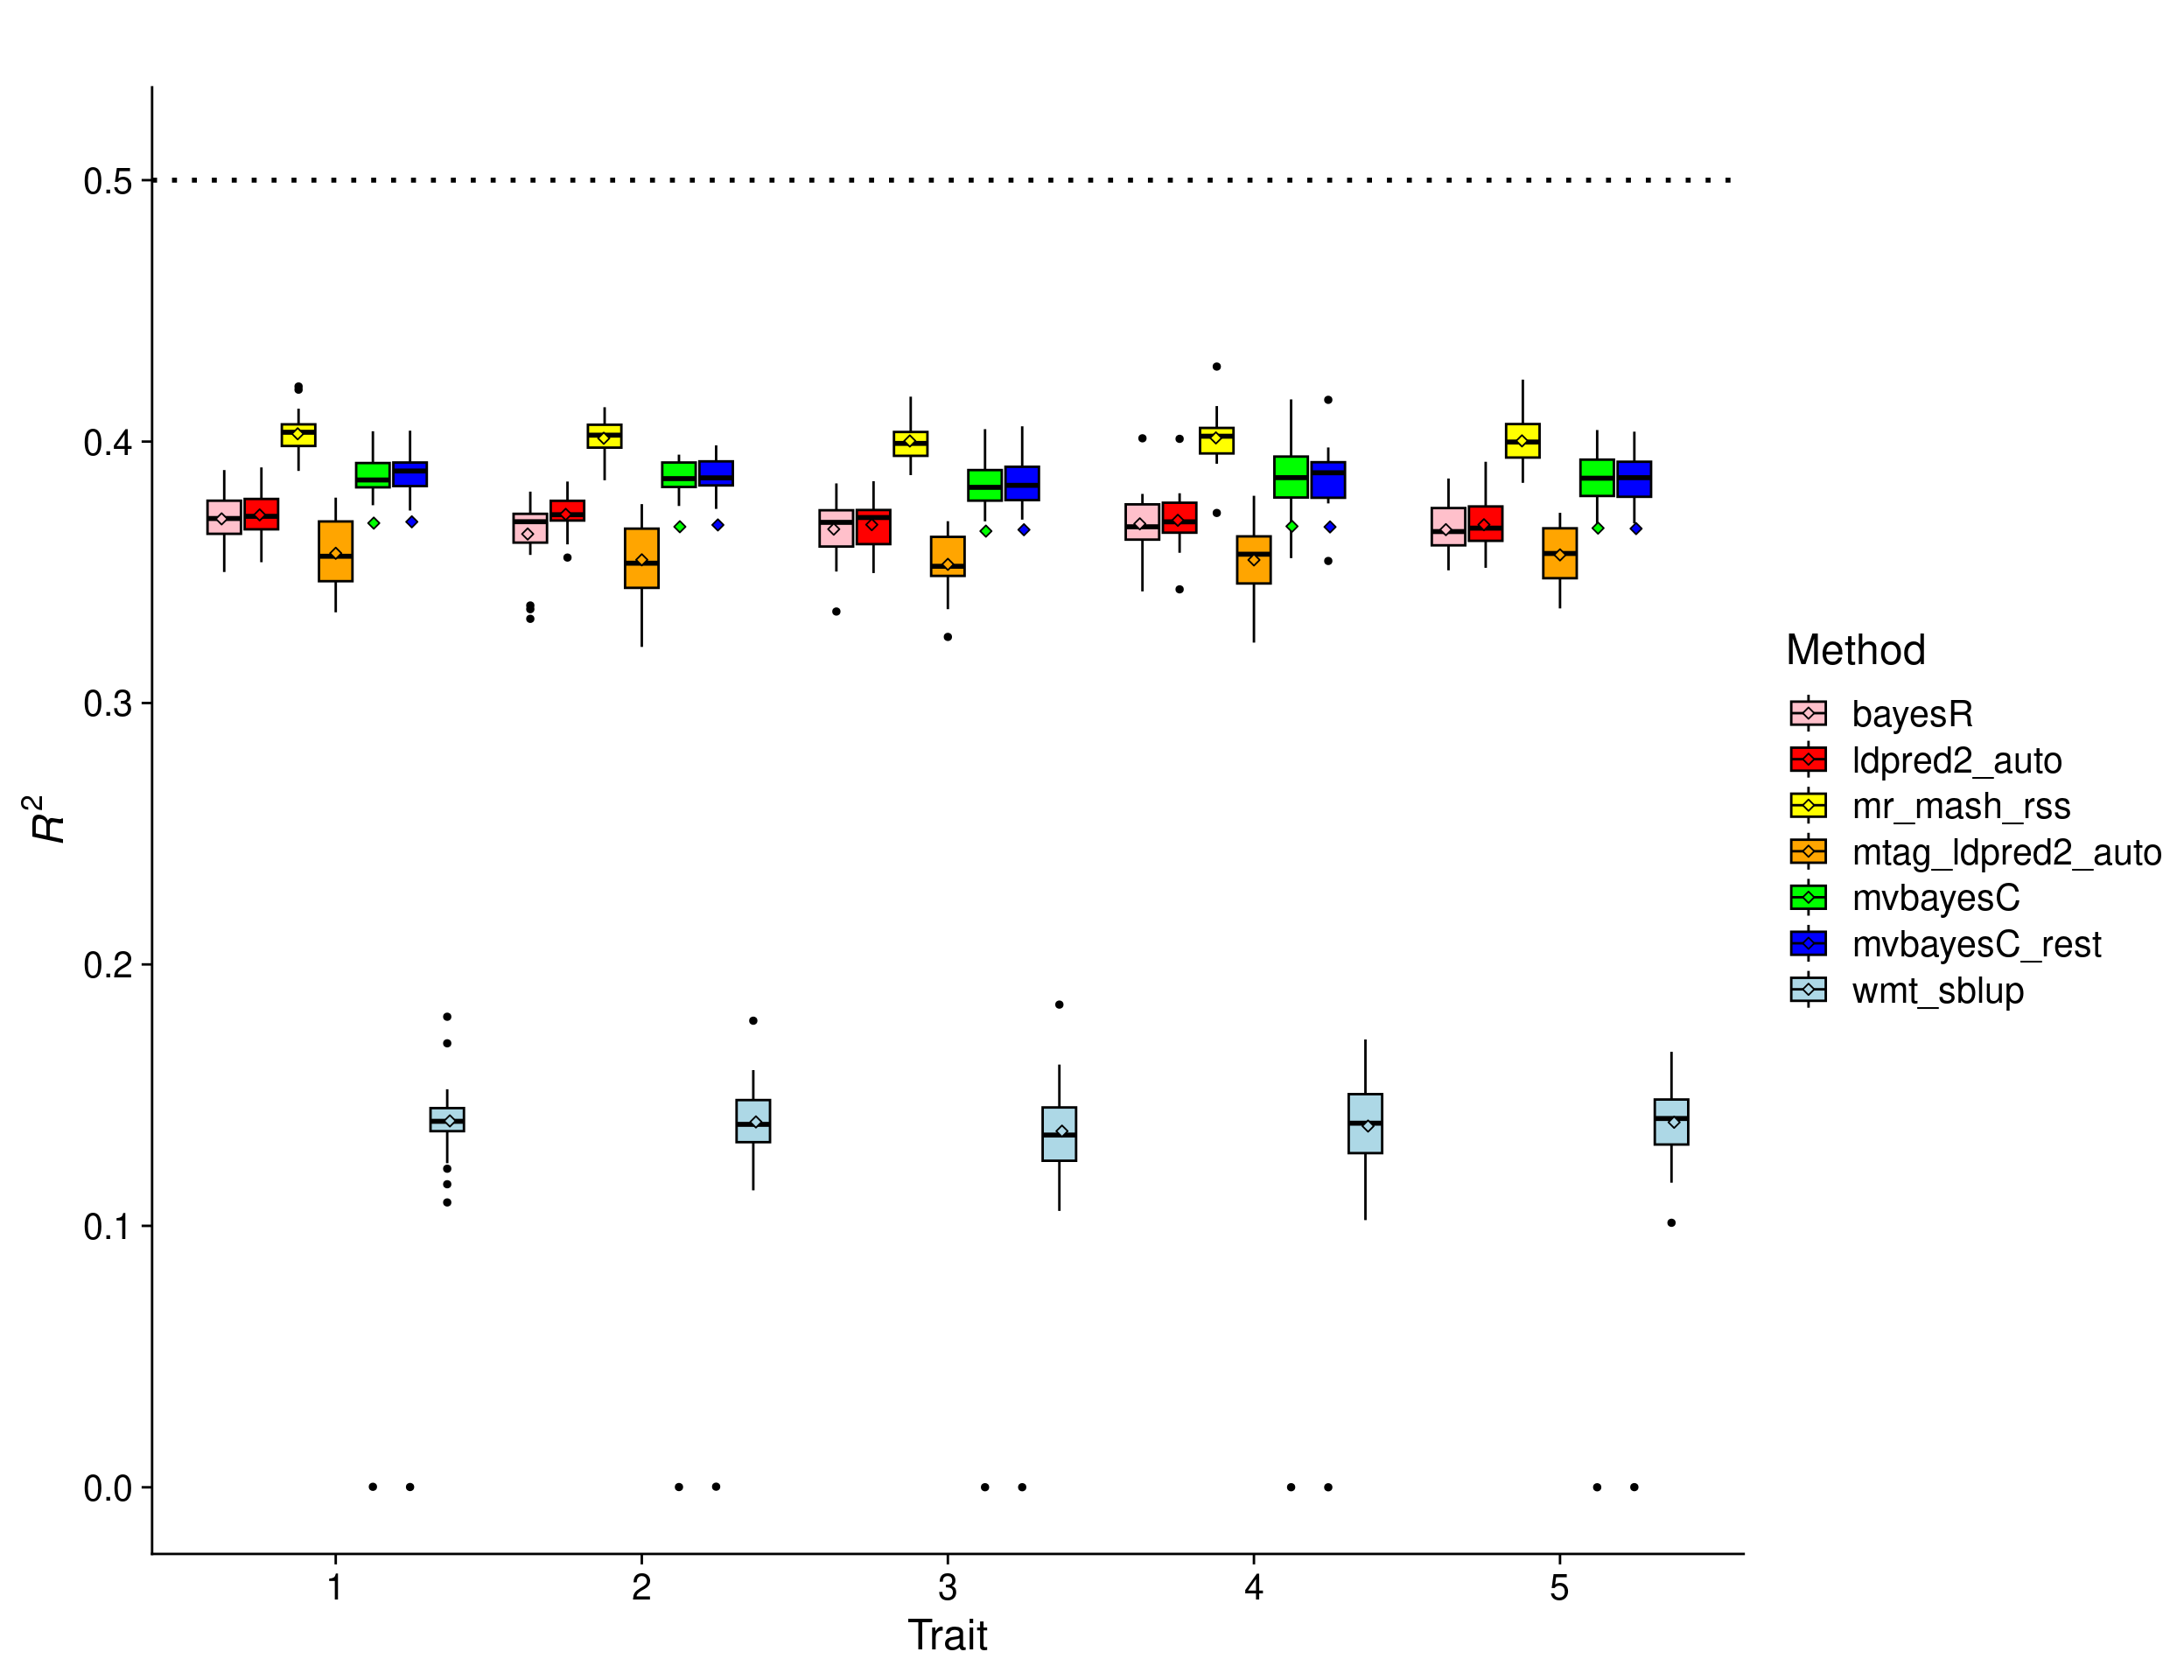 0.5
0.4
0.3
0.2
0.1
0.0
R²
1 2 3 4 5
Trait
Method
bayesR
ldpred2_auto
mr_mash_rss
mtag_ldpred2_auto
mvbayesC
mvbayesC_rest
wmt_sblup